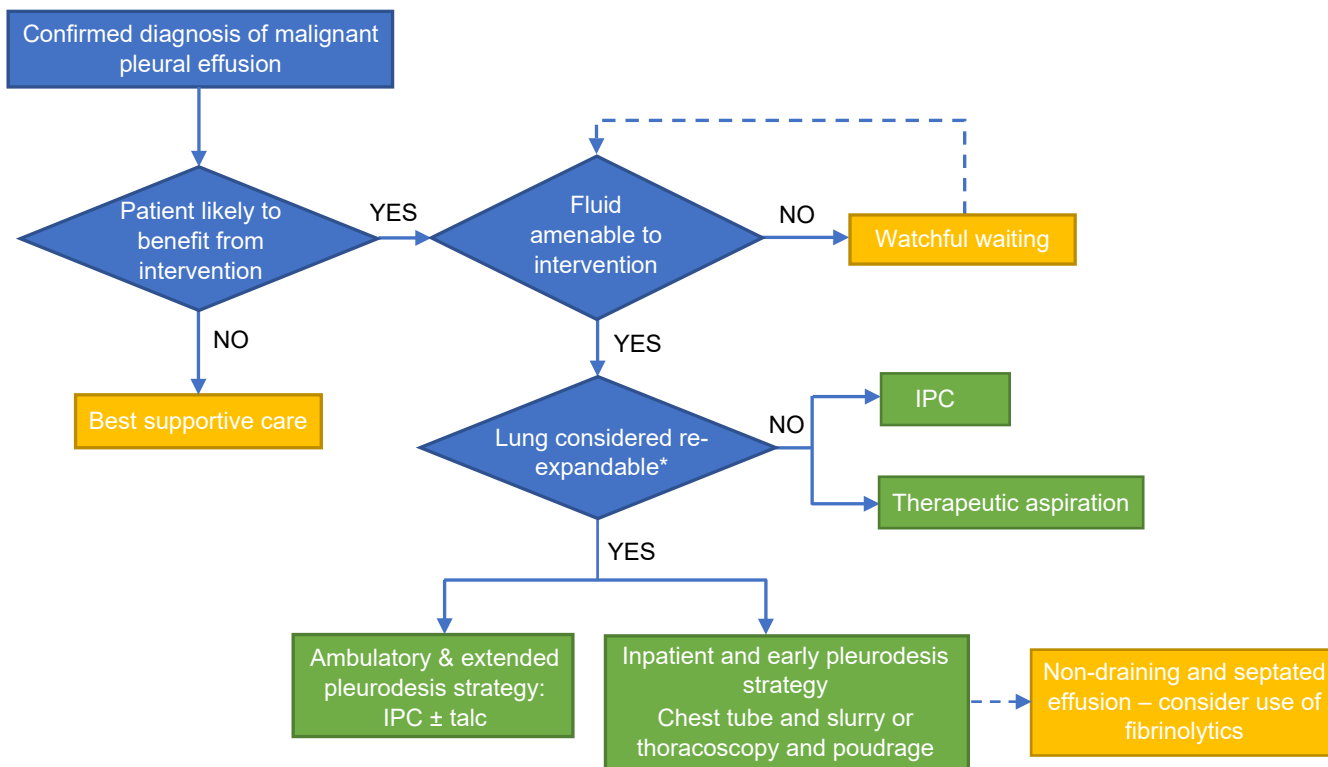 Confirmed diagnosis of malignant
pleural effusion
Patient likely to
benefit from
intervention
YES
Fluid
amenable to
intervention
NO
Watchful waiting
NO
YES
Best supportive care
Lung considered re-
expandable*
NO
IPC
Therapeutic aspiration
YES
Ambulatory & extended
pleurodesis strategy:
IPC ± talc
Inpatient and early pleurodesis
strategy
Chest tube and slurry or
thoracoscopy and poudrage
Non-draining and septated
effusion – consider use of
fibrinolytics